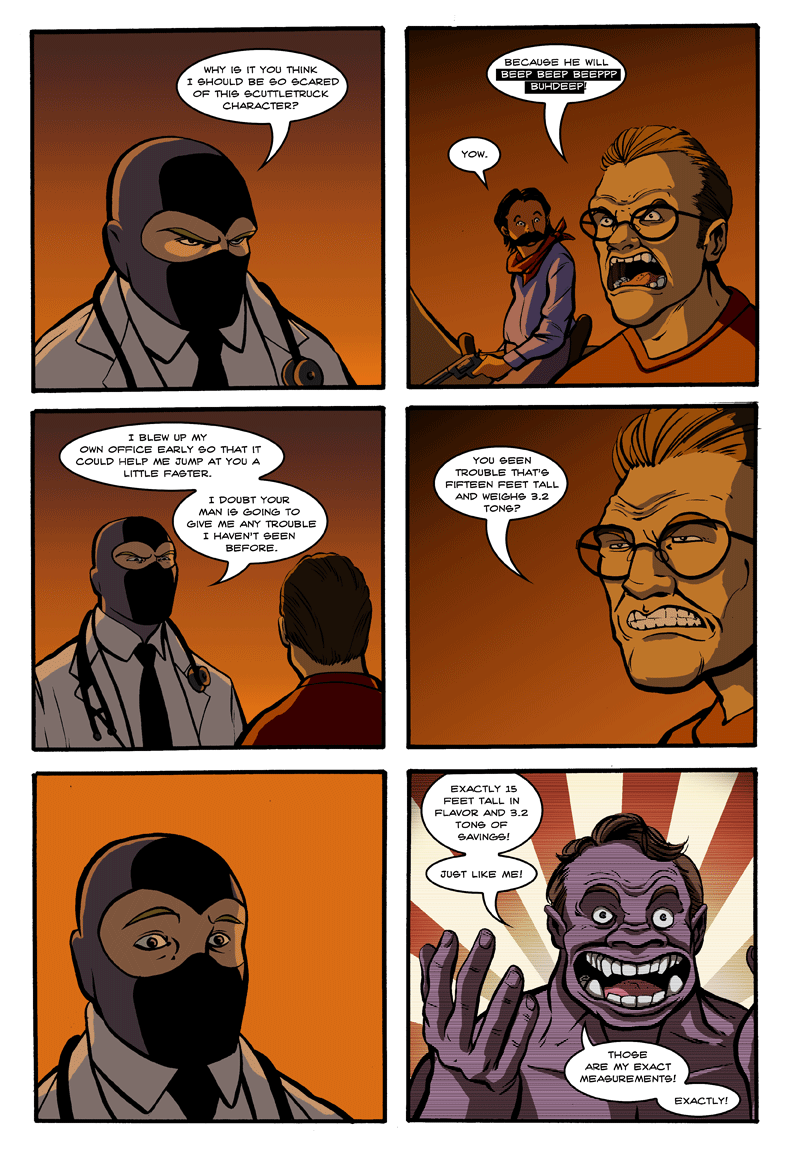 WHY IS IT YOU THINK
I SHOULD BE SO SCARED
OF THIS SCUTTLETRUCK
CHARACTER?
BECAUSE HE WILL
BEEP BEEP BEEPPP
BUHDEEP!
YOW.
I BLEW UP MY
OWN OFFICE EARLY SO THAT IT
COULD HELP ME JUMP AT YOU A
LITTLE FASTER.
I DOUBT YOUR
MAN IS GOING TO
GIVE ME ANY TROUBLE
I HAVEN'T SEEN
BEFORE.
YOU SEEN
TROUBLE THAT'S
FIFTEEN FEET TALL
AND WEIGHS 3.2
TONS?
EXACTLY 15
FEET TALL IN
FLAVOR AND 3.2
TONS OF
SAVINGS!
JUST LIKE ME!
THOSE
ARE MY EXACT
MEASUREMENTS!
EXACTLY!